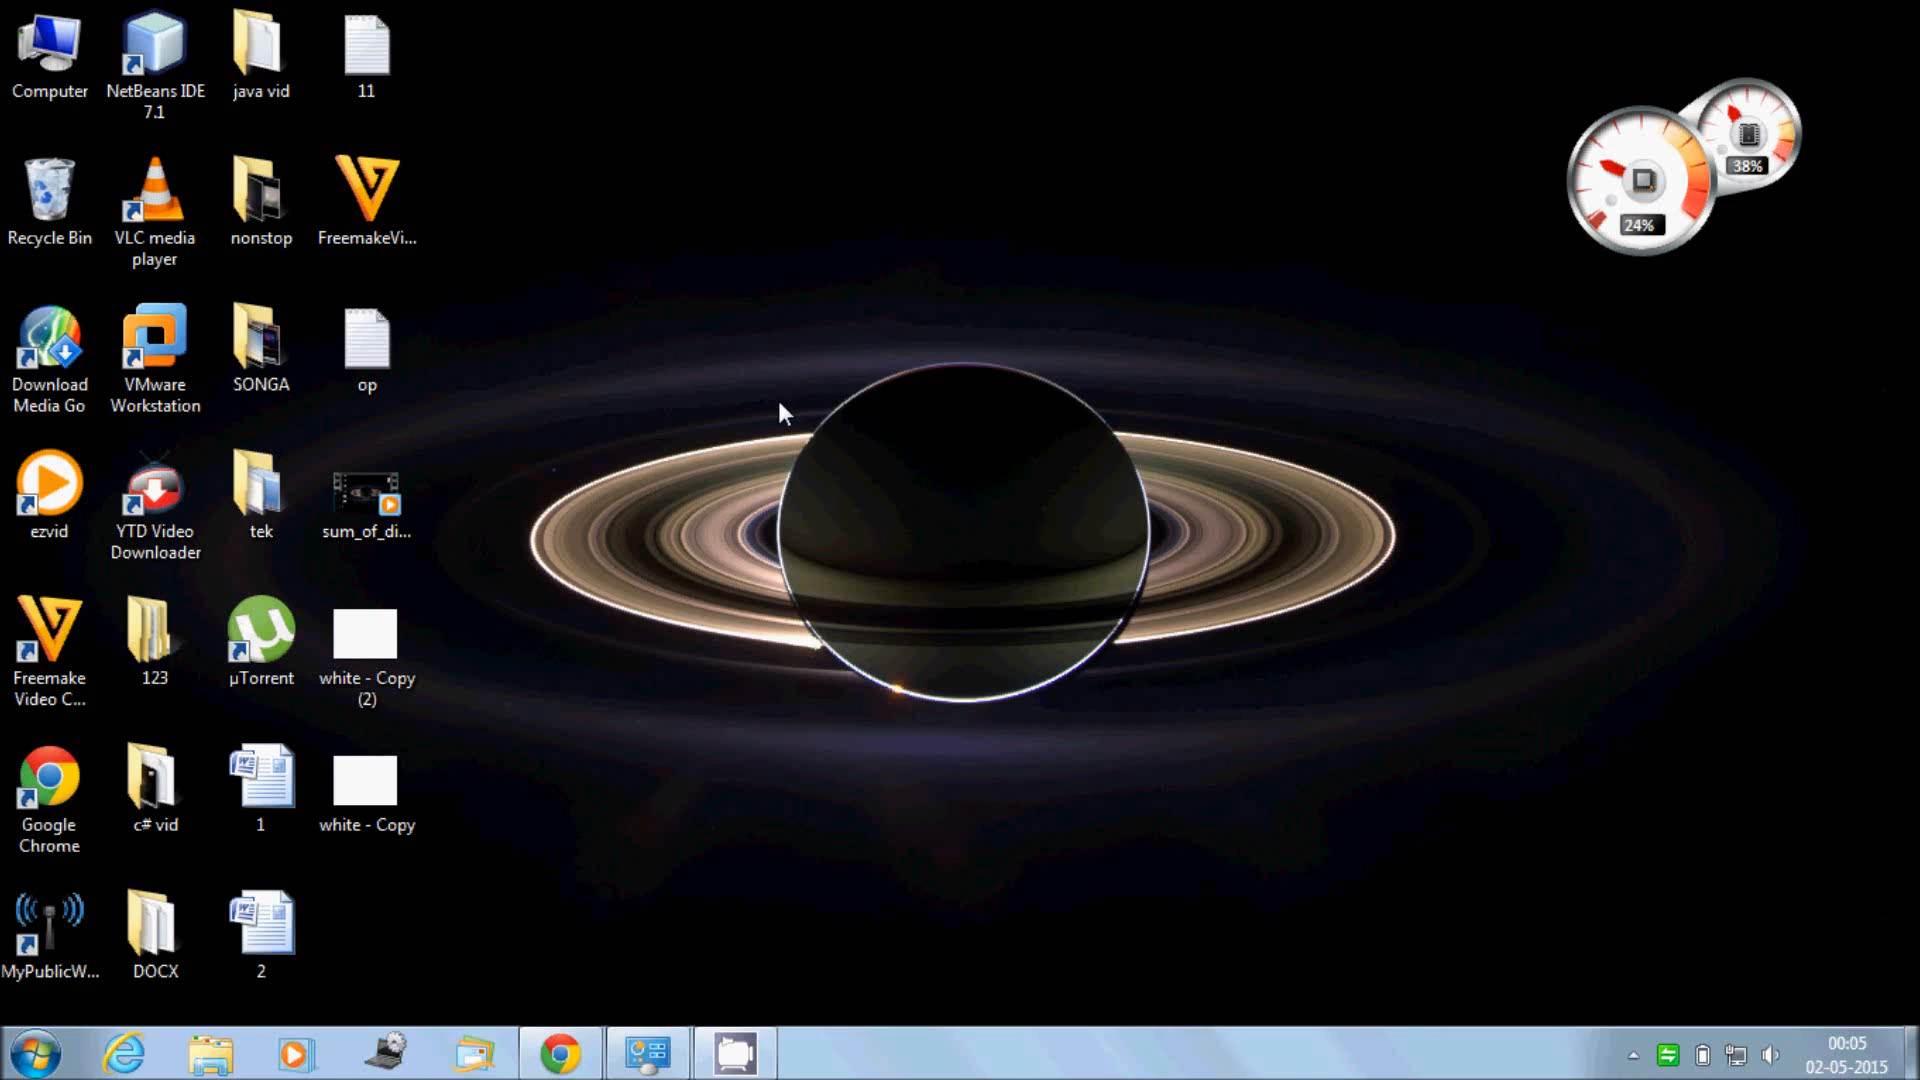 Computer
NetBeans IDE
7.1
java vid
11
Recycle Bin
VLC media
player
nonstop
FreemakeVi...
Download
Media Go
VMware
Workstation
SONGA
op
ezvid
YTD Video
Downloader
tek
sum_of_di...
Freemake
Video C...
123
µTorrent
white - Copy
(2)
Google
Chrome
c# vid
1
white - Copy
MyPublicW...
DOCX
2
38%
24%
00:05
02-05-2015